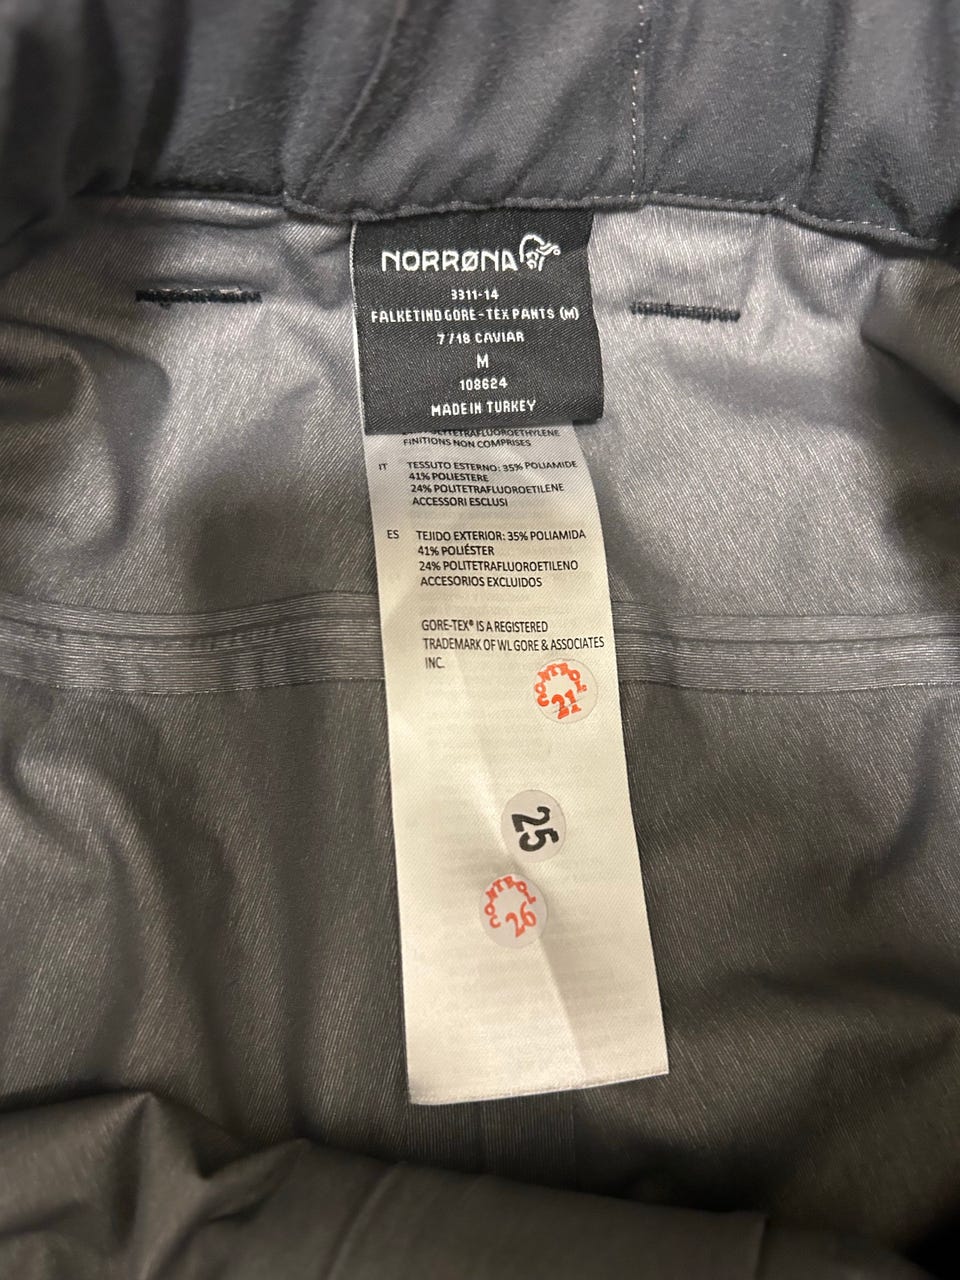 NORRØNA
3311-14
FALKETIND GORE-TEX PANTS (M)
7718 CAVIAR
M
108624
MADE IN TURKEY
POLYTETRAFLUOROETHYLENE
FINITIONS NON COMPRISES
IT TESSUTO ESTERNO: 35% POLIAMIDE
41% POLIESTERE
24% POLITETRAFLUOROETILENE
ACCESSORI ESCLUSI
ES TEJIDO EXTERIOR: 35% POLIAMIDA
41% POLIÉSTER
24% POLITETRAFLUOROETILENO
ACCESORIOS EXCLUIDOS
GORE-TEX® IS A REGISTERED
TRADEMARK OF WL GORE & ASSOCIATES
INC.
CONTROL
21
25
CONTROL
26